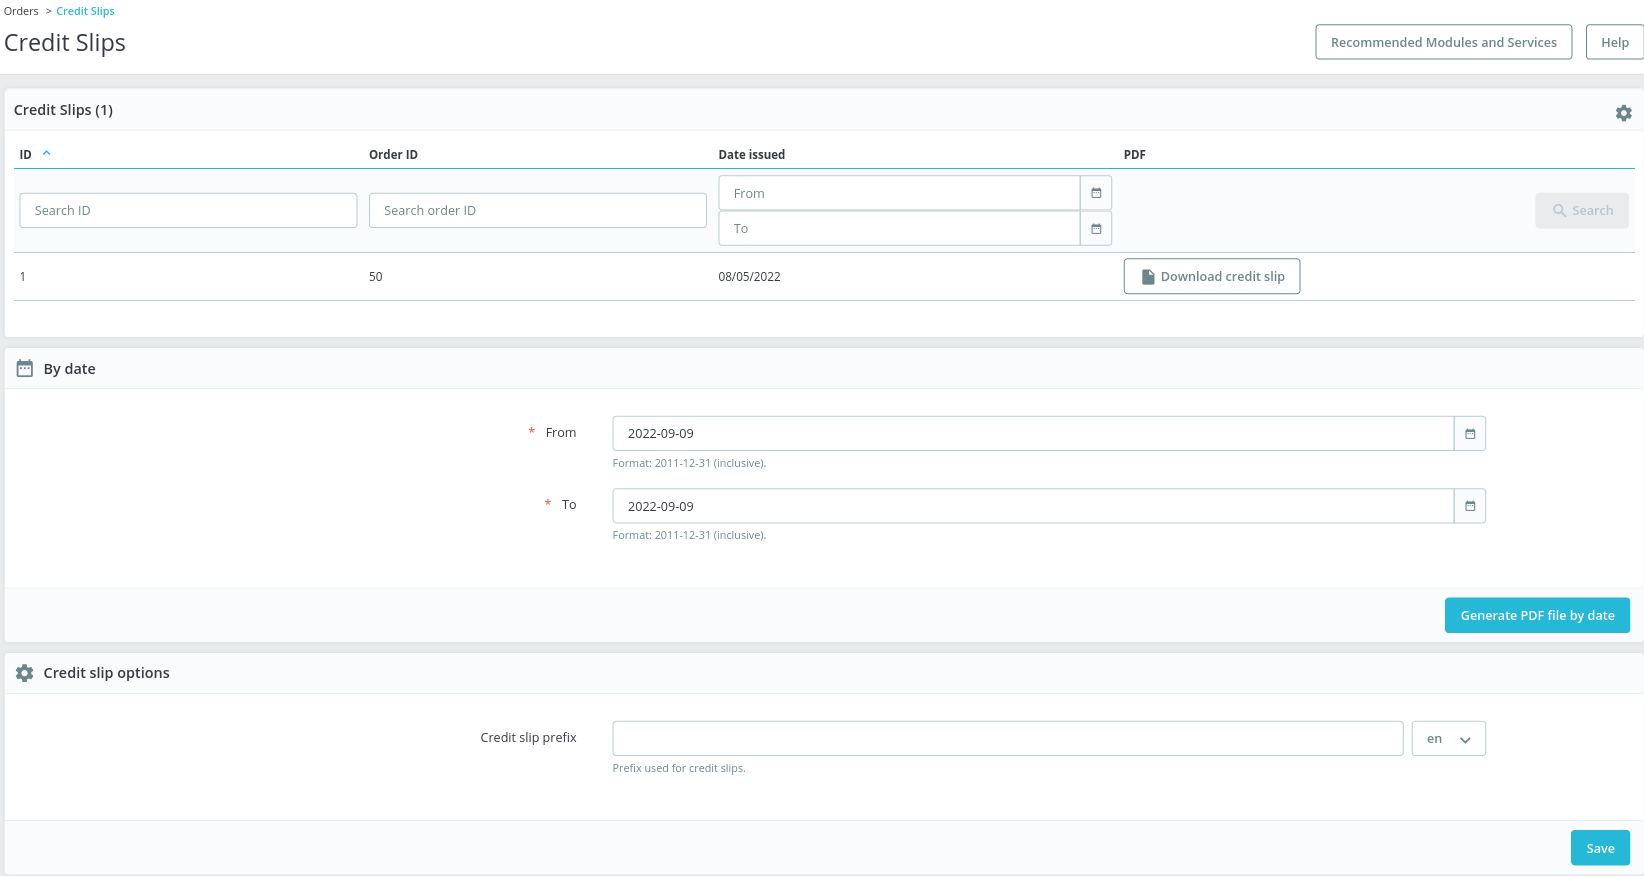 Orders > Credit Slips
Credit Slips
Recommended Modules and Services
Help
Credit Slips (1)
ID Order ID Date issued PDF
Search ID Search order ID From
To
Search
1 50 08/05/2022 Download credit slip
By date
* From 2022-09-09
Format: 2011-12-31 (inclusive).
* To 2022-09-09
Format: 2011-12-31 (inclusive).
Generate PDF file by date
Credit slip options
Credit slip prefix en
Prefix used for credit slips.
Save